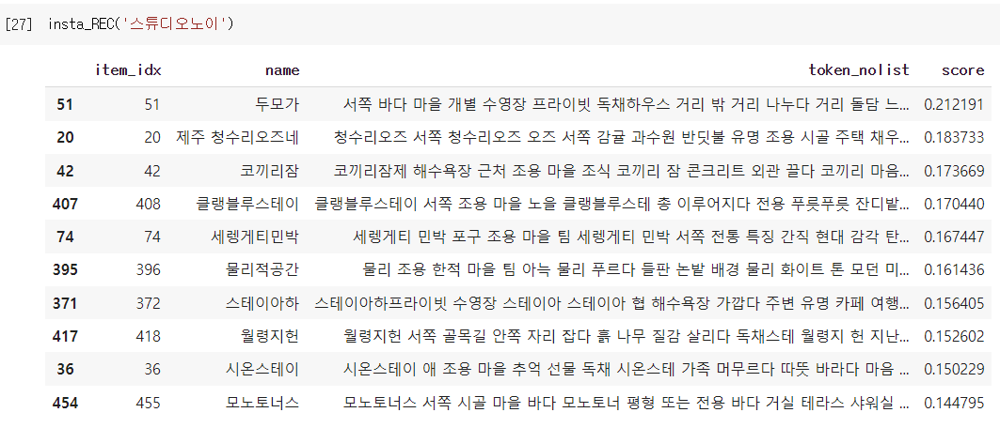 [27] insta_REC('스튜디오노이')
item_idx name token_nolist score
51 51 두모가 서쪽 바다 마을 개별 수영장 프라이빗 독채하우스 거리 밖 거리 나누다 거리 돌담 느... 0.212191
20 20 제주 청수리오즈네 청수리오즈 서쪽 청수리오즈 오즈 서쪽 감귤 과수원 반딧불 유명 조용 시골 주택 채우... 0.183733
42 42 코끼리잠 코끼리잠제 해수욕장 근처 조용 마을 조식 코끼리 잠 콘크리트 외관 끌다 코끼리 마음... 0.173669
407 408 클랭블루스테이 클랭블루스테이 서쪽 조용 마을 노을 클랭블루스테 총 이루어지다 전용 푸릇푸릇 잔디밭... 0.170440
74 74 세렝게티민박 세렝게티 민박 포구 조용 마을 팀 세렝게티 민박 서쪽 전통 특징 간직 현대 감각 탄... 0.167447
395 396 물리적공간 물리 조용 한적 마을 팀 아늑 물리 푸르다 들판 논밭 배경 물리 화이트 톤 모던 미... 0.161436
371 372 스테이아하 스테이아하프라이빗 수영장 스테이아 스테이아 협 해수욕장 가깝다 주변 유명 카페 여행... 0.156405
417 418 월령지헌 월령지헌 서쪽 골목길 안쪽 자리 잡다 흙 나무 질감 살리다 독채스테 월령지 헌 지난... 0.152602
36 36 시온스테이 시온스테이 애 조용 마을 추억 선물 독채 시온스테 가족 머무르다 따뜻 바라다 마음 ... 0.150229
454 455 모노토너스 모노토너스 서쪽 시골 마을 바다 모노토너 평형 또는 전용 바다 거실 테라스 샤워실 ... 0.144795